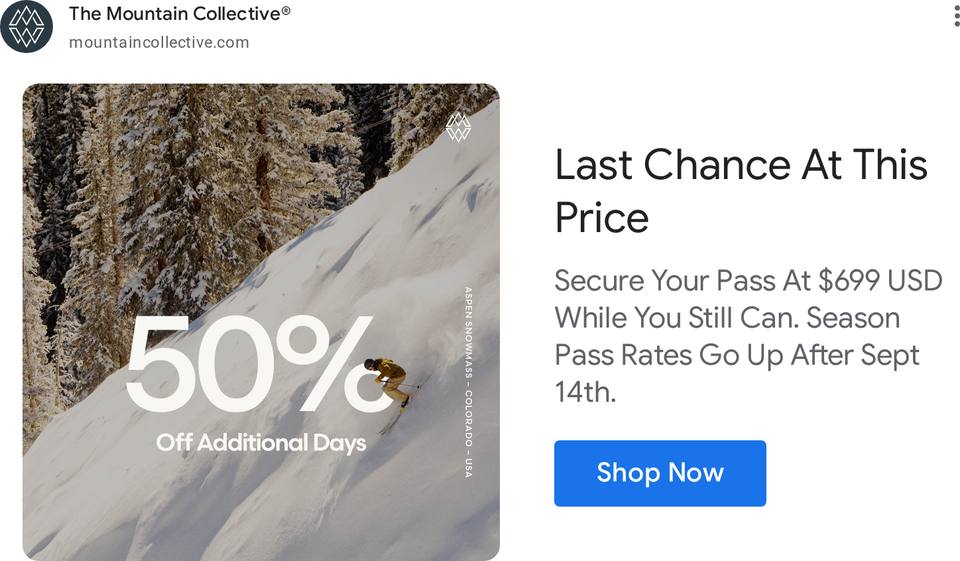 The Mountain Collective®
mountaincollective.com
50%
Off Additional Days
ASPEN SNOWMASS – COLORADO – USA
Last Chance At This
Price
Secure Your Pass At $699 USD
While You Still Can. Season
Pass Rates Go Up After Sept
14th.
Shop Now